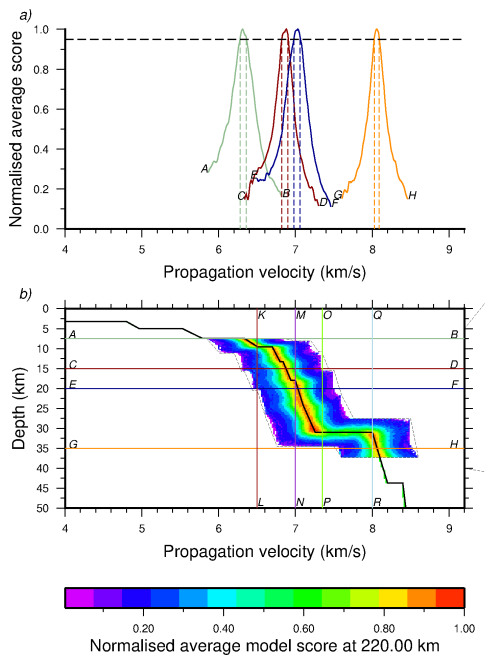 a)
Normalised average score
1.0
0.8
0.6
0.4
0.2
0.0
A
B
C
D
E
F
G
H
4 5 6 7 8 9
Propagation velocity (km/s)
b)
K M O Q
Depth (km)
0
5
10
15
20
25
30
35
40
45
50
A B
C D
E F
G H
L N P R
4 5 6 7 8 9
Propagation velocity (km/s)
0.20 0.40 0.60 0.80 1.00
Normalised average model score at 220.00 km